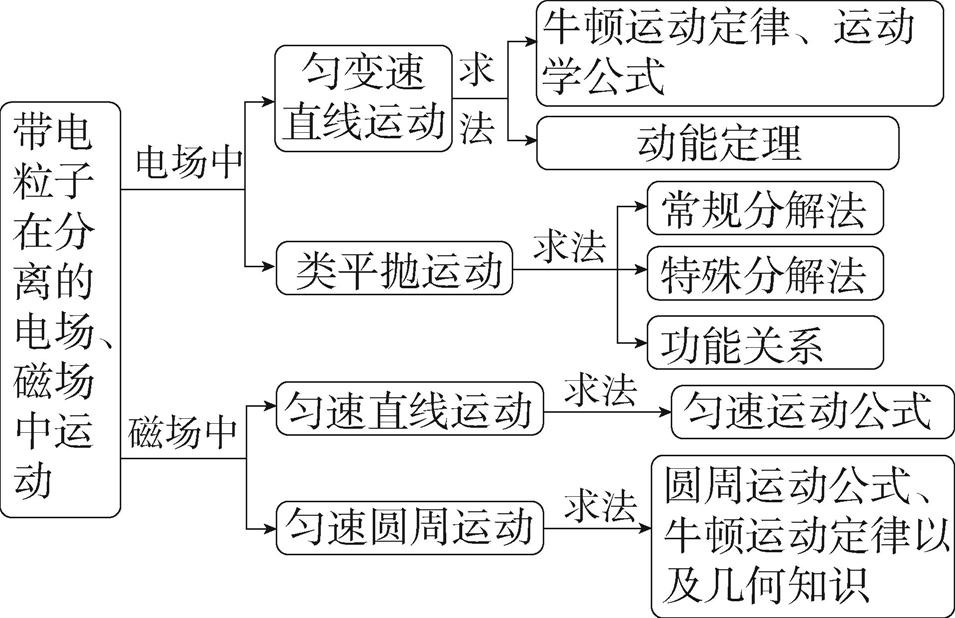 带电
粒子
在分
离的
电场、
磁场
中运
动
电场中
匀变速
直线运动
求
法
牛顿运动定律、运动
学公式
动能定理
类平抛运动
求法
常规分解法
特殊分解法
功能关系
磁场中
匀速直线运动
求法
匀速运动公式
匀速圆周运动
求法
圆周运动公式、
牛顿运动定律以
及几何知识